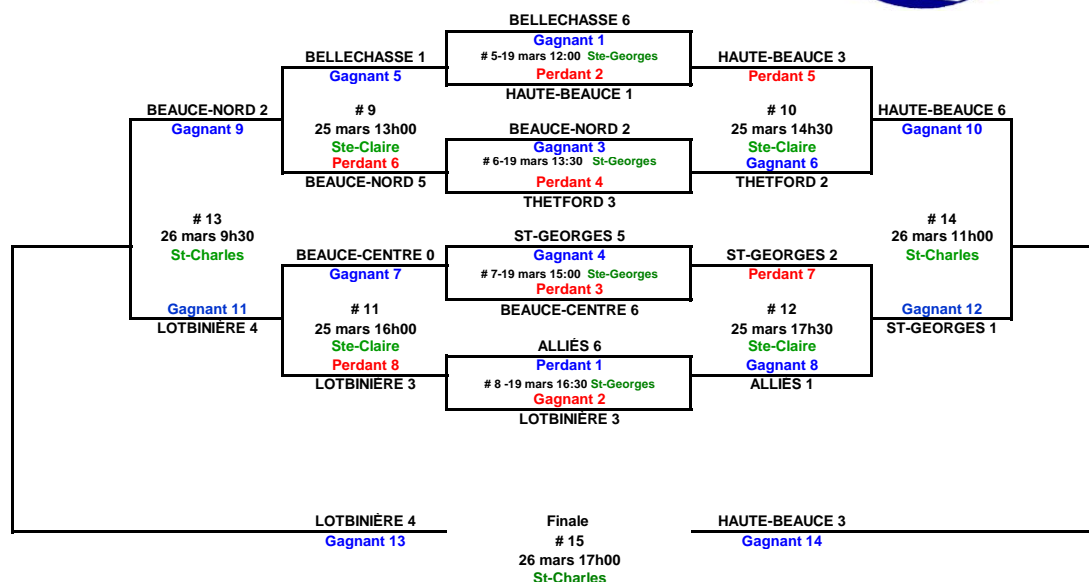 BELLECHASSE 6
Gagnant 1
# 5-19 mars 12:00 Ste-Georges
Perdant 2
HAUTE-BEAUCE 1
BELLECHASSE 1
Gagnant 5
# 9
25 mars 13h00
Ste-Claire
Perdant 6
BEAUCE-NORD 5
HAUTE-BEAUCE 3
Perdant 5
# 10
25 mars 14h30
Ste-Claire
Gagnant 6
THETFORD 2
BEAUCE-NORD 2
Gagnant 9
HAUTE-BEAUCE 6
Gagnant 10
BEAUCE-NORD 2
Gagnant 3
# 6-19 mars 13:30 St-Georges
Perdant 4
THETFORD 3
# 13
26 mars 9h30
St-Charles
# 14
26 mars 11h00
St-Charles
ST-GEORGES 5
Gagnant 4
# 7-19 mars 15:00 Ste-Georges
Perdant 3
BEAUCE-CENTRE 6
BEAUCE-CENTRE 0
Gagnant 7
# 11
25 mars 16h00
Ste-Claire
Perdant 8
LOTBINIÈRE 3
ST-GEORGES 2
Perdant 7
# 12
25 mars 17h30
Ste-Claire
Gagnant 8
ALLIÉS 1
Gagnant 11
LOTBINIÈRE 4
Gagnant 12
ST-GEORGES 1
ALLIÉS 6
Perdant 1
# 8 -19 mars 16:30 St-Georges
Gagnant 2
LOTBINIÈRE 3
LOTBINIÈRE 4
Gagnant 13
Finale
# 15
26 mars 17h00
St-Charles
HAUTE-BEAUCE 3
Gagnant 14